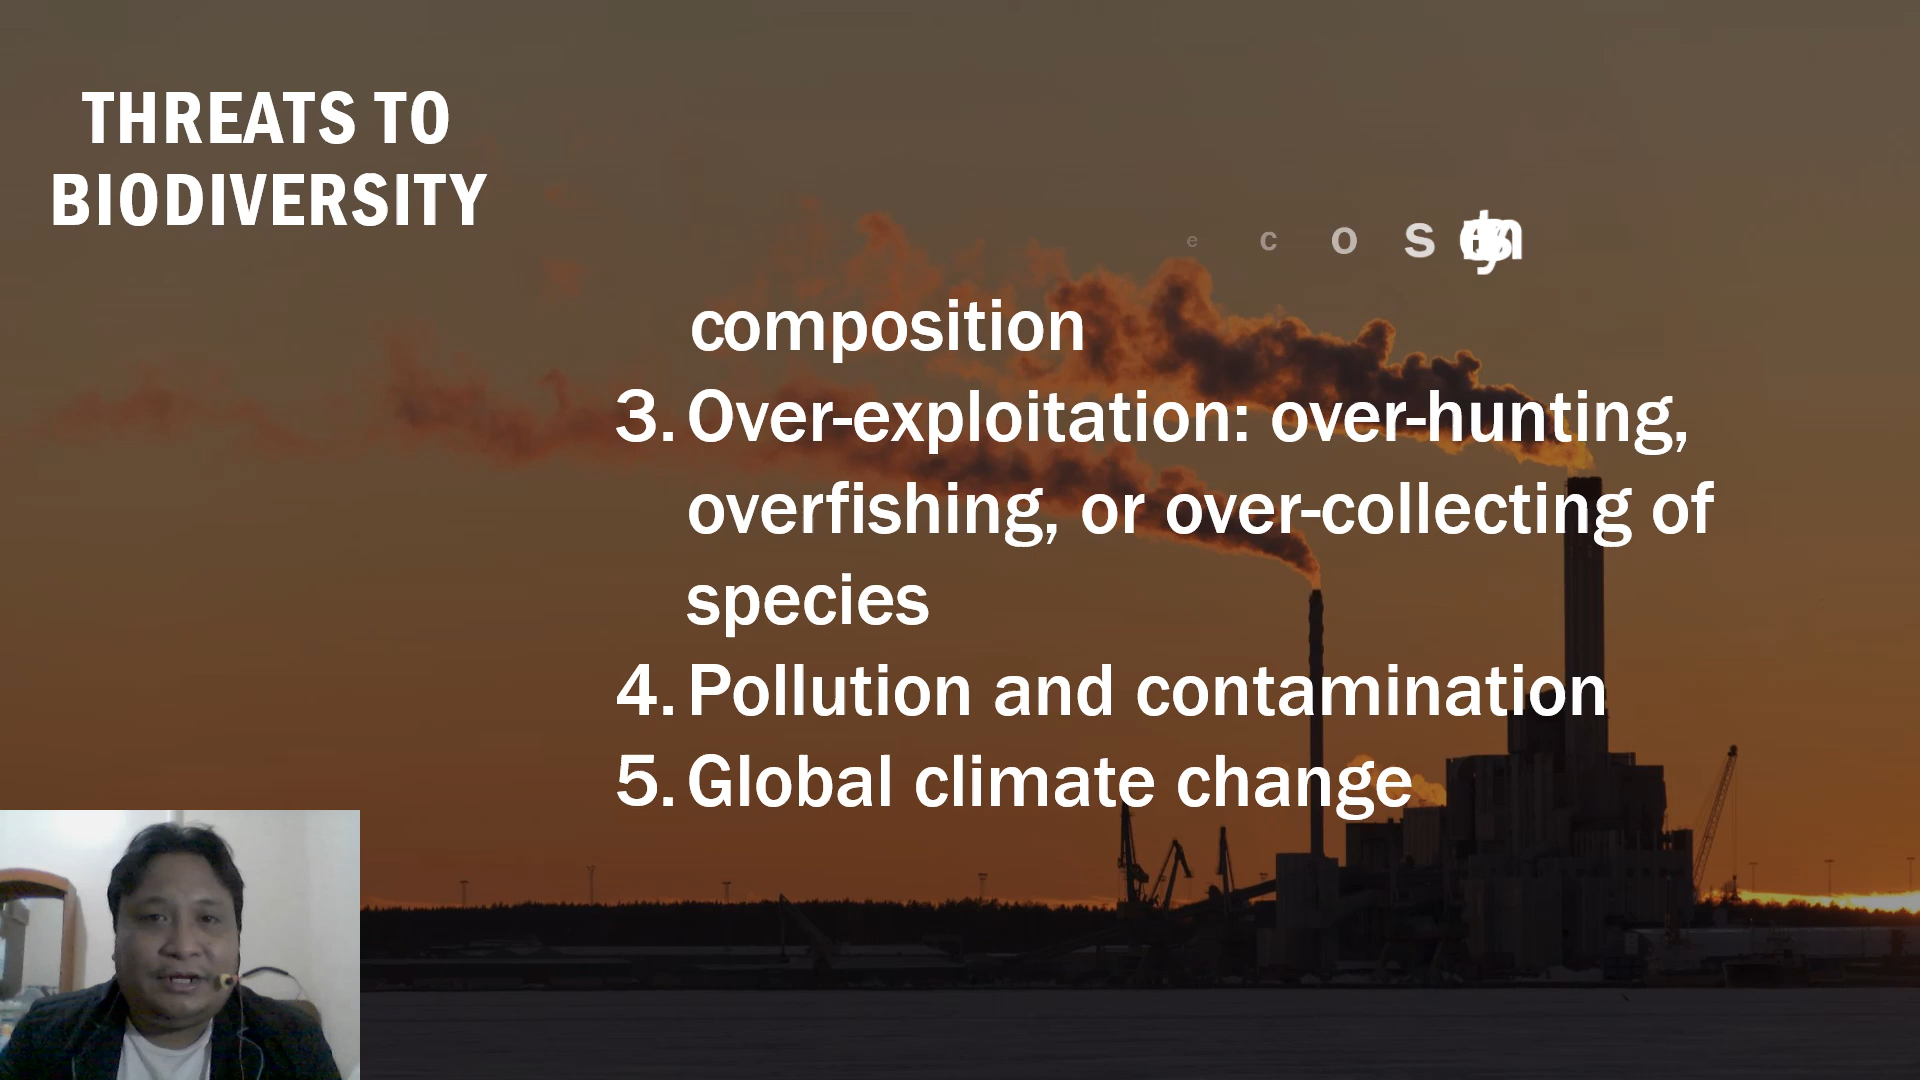 THREATS TO
BIODIVERSITY
e c o s
composition
3. Over-exploitation: over-hunting,
overfishing, or over-collecting of
species
4. Pollution and contamination
5. Global climate change